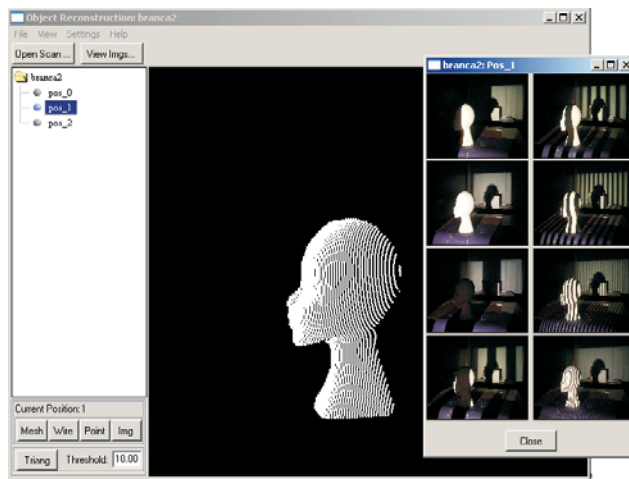 Object Reconstruction: branca2
File View Settings Help
Open Scan ... View Imgs...
branca2
pos_0
pos_1
pos_2
Current Position: 1
Mesh Wire Point Img
Triang Threshold: 10.00
branca2: Pos_1
Close